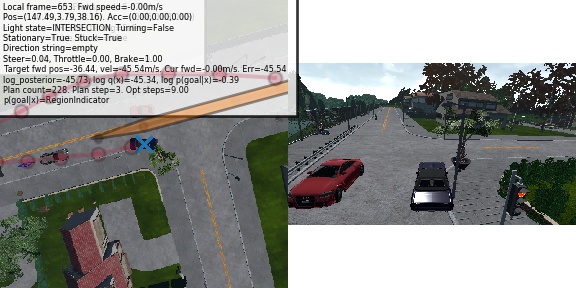 Local frame=653. Fwd speed=-0.00m/s
Pos=(147.49,3.79,38.16). Acc=(0.00,0.00,0.00)
Light state=INTERSECTION. Turning=False
Stationary=True. Stuck=True
Direction string=empty
Steer=0.04, Throttle=0.00, Brake=1.00
Target fwd pos=-36.44, vel=-45.54m/s, Cur fwd=-0.00m/s. Err=-45.54
log_posterior=-45.73, log q(x)=-45.34, log p(goal|x)=-0.39
Plan count=228. Plan step=3. Opt steps=9.00
p(goal|x)=RegionIndicator